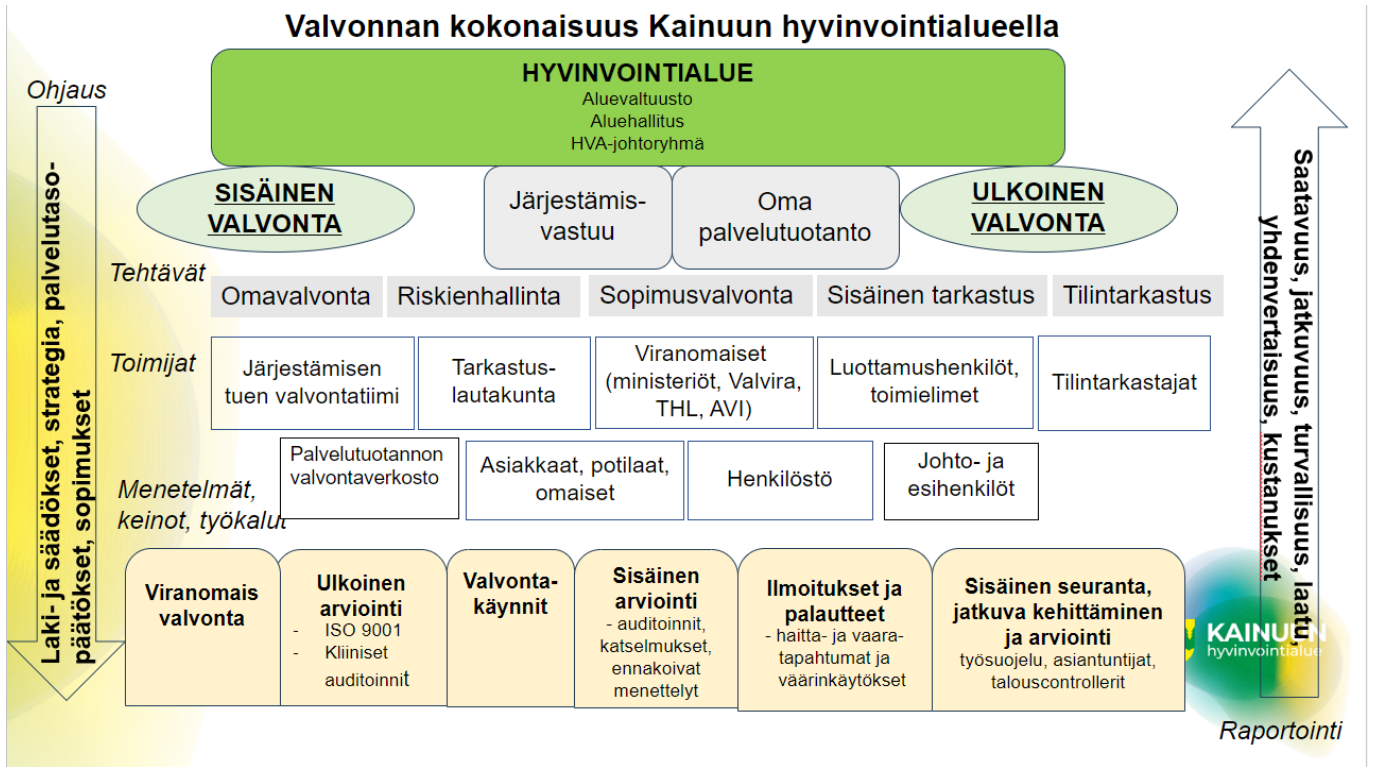 Valvonnan kokonaisuus Kainuun hyvinvointialueella
Ohjaus
Laki- ja säädökset, strategia, palvelutaso-
päätökset, sopimukset
HYVINVOINTIALUE
Aluevaltuusto
Aluehallitus
HVA-johtoryhmä
SISÄINEN
VALVONTA
Järjestämis-
vastuu
Oma
palvelutuotanto
ULKOINEN
VALVONTA
Tehtävät
Omavalvonta
Riskienhallinta
Sopimusvalvonta
Sisäinen tarkastus
Tilintarkastus
Toimijat
Järjestämisen
tuen valvontatiimi
Tarkastus-
lautakunta
Viranomaiset
(ministeriöt, Valvira,
THL, AVI)
Luottamushenkilöt,
toimielimet
Tilintarkastajat
Palvelutuotannon
valvontaverkosto
Asiakkaat, potilaat,
omaiset
Henkilöstö
Johto- ja
esihenkilöt
Menetelmät,
keinot, työkalut
Viranomais
valvonta
Ulkoinen
arviointi
- ISO 9001
- Kliiniset
auditoinnit
Valvonta-
käynnit
Sisäinen
arviointi
- auditoinnit,
katselmukset,
ennakoivat
menettelyt
Ilmoitukset ja
palautteet
- haitta- ja vaara-
tapahtumat ja
väärinkäytökset
Sisäinen seuranta,
jatkuva kehittäminen
ja arviointi
työsuojelu, asiantuntijat,
talouscontrollerit
Saatavuus, jatkuvuus, turvallisuus, laatu,
yhdenvertaisuus, kustanukset
KAINUUN
hyvinvointialue
Raportointi